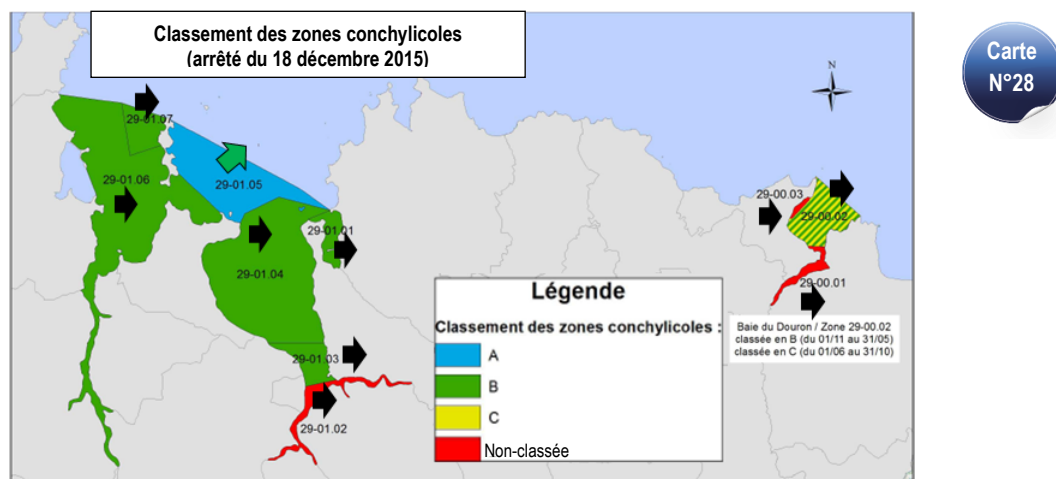 Classement des zones conchylicoles
(arrêté du 18 décembre 2015)
Carte
N°28
N
29-01.07
29-01.06
29-01.05
29-01.01
29-01.04
29-01.03
29-01.02
29-00.03
29-00.02
29-00.01
Baie du Douron / Zone 29-00.02
classée en B (du 01/11 au 31/05)
classée en C (du 01/06 au 31/10)
Légende
Classement des zones conchylicoles :
A
B
C
Non-classée